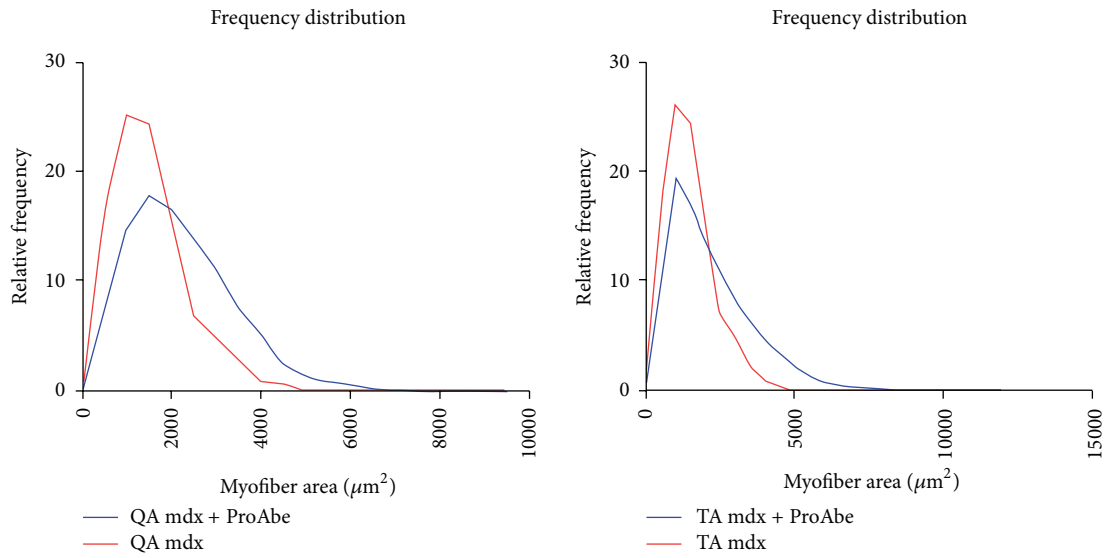 Frequency distribution
30
20
10
0
Relative frequency
0
2000
4000
6000
8000
10000
Myofiber area (μm²)
QA mdx + ProAbe
QA mdx
Frequency distribution
30
20
10
0
Relative frequency
0
5000
10000
15000
Myofiber area (μm²)
TA mdx + ProAbe
TA mdx